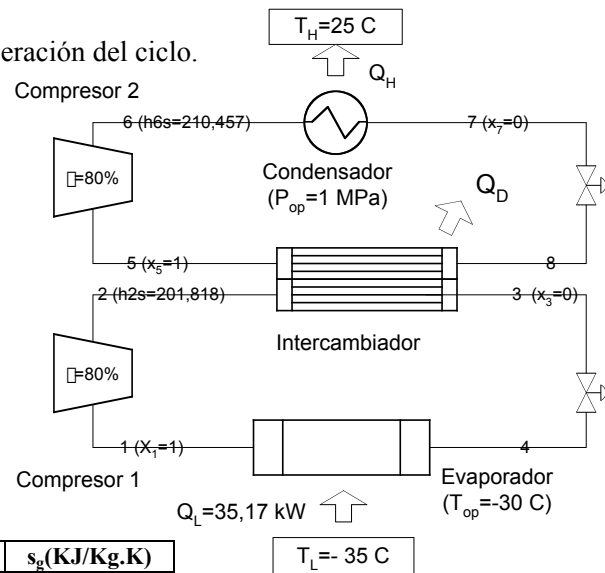 eración del ciclo.
T_H=25 C
Q_H
Compresor 2
6 (h6s=210,457)
7 (x_7=0)
□=80%
Condensador
(P_op=1 MPa)
Q_D
5 (x_5=1)
8
2 (h2s=201,818)
3 (x_3=0)
Intercambiador
□=80%
1 (X_1=1)
4
Compresor 1
Evaporador
(T_op=-30 C)
Q_L=35,17 kW
s_g(KJ/Kg.K)
T_L=- 35 C